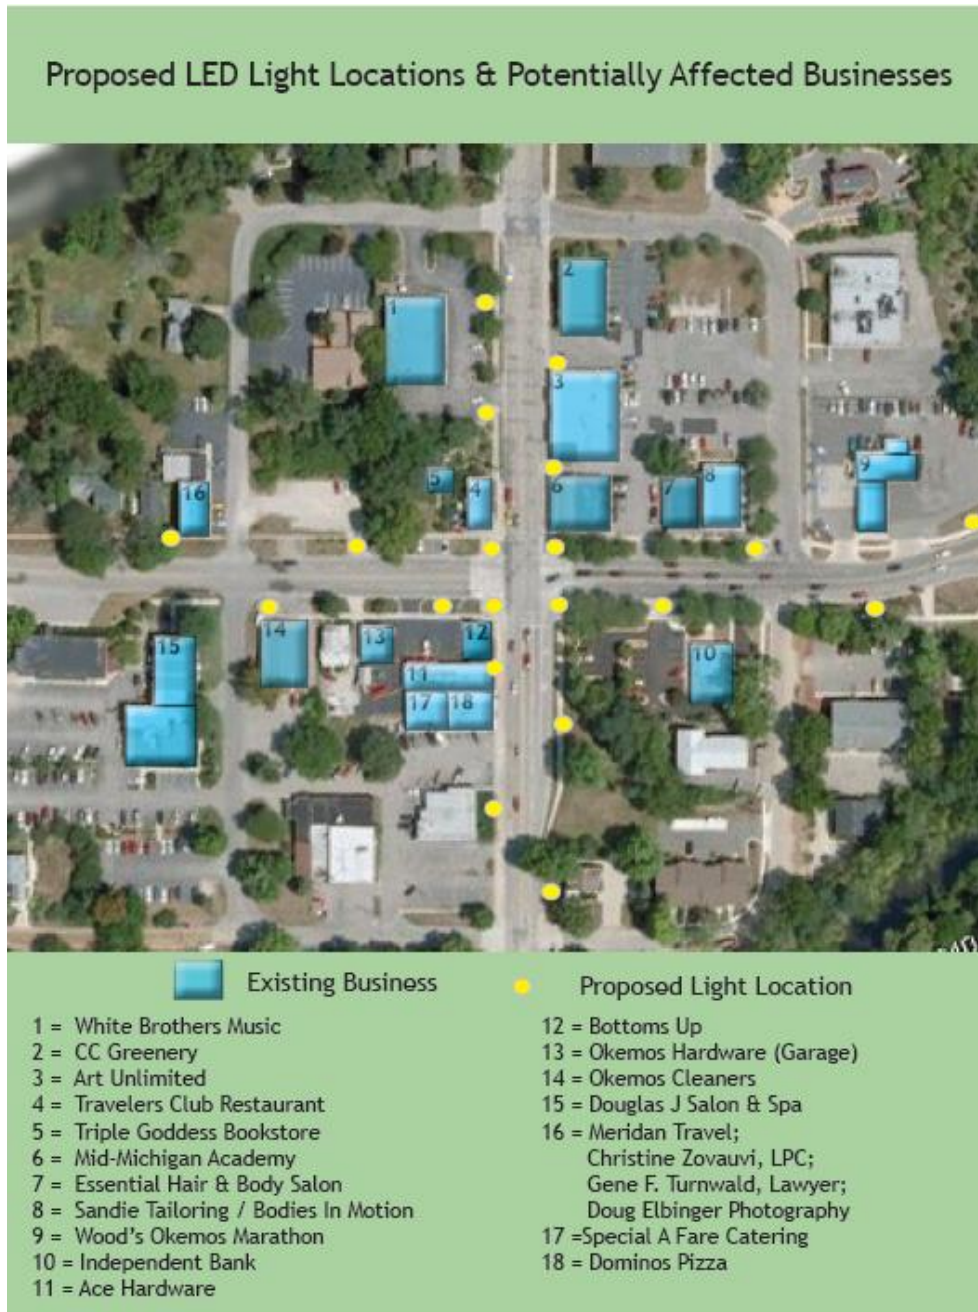 Proposed LED Light Locations & Potentially Affected Businesses
1
2
3
4
5
6
7
8
9
10
11
12
13
14
15
16
17
18
Existing Business
Proposed Light Location
1 = White Brothers Music
2 = CC Greenery
3 = Art Unlimited
4 = Travelers Club Restaurant
5 = Triple Goddess Bookstore
6 = Mid-Michigan Academy
7 = Essential Hair & Body Salon
8 = Sandie Tailoring / Bodies In Motion
9 = Wood's Okemos Marathon
10 = Independent Bank
11 = Ace Hardware
12 = Bottoms Up
13 = Okemos Hardware (Garage)
14 = Okemos Cleaners
15 = Douglas J Salon & Spa
16 = Meridan Travel;
Christine Zovauvi, LPC;
Gene F. Turnwald, Lawyer;
Doug Elbinger Photography
17 =Special A Fare Catering
18 = Dominos Pizza